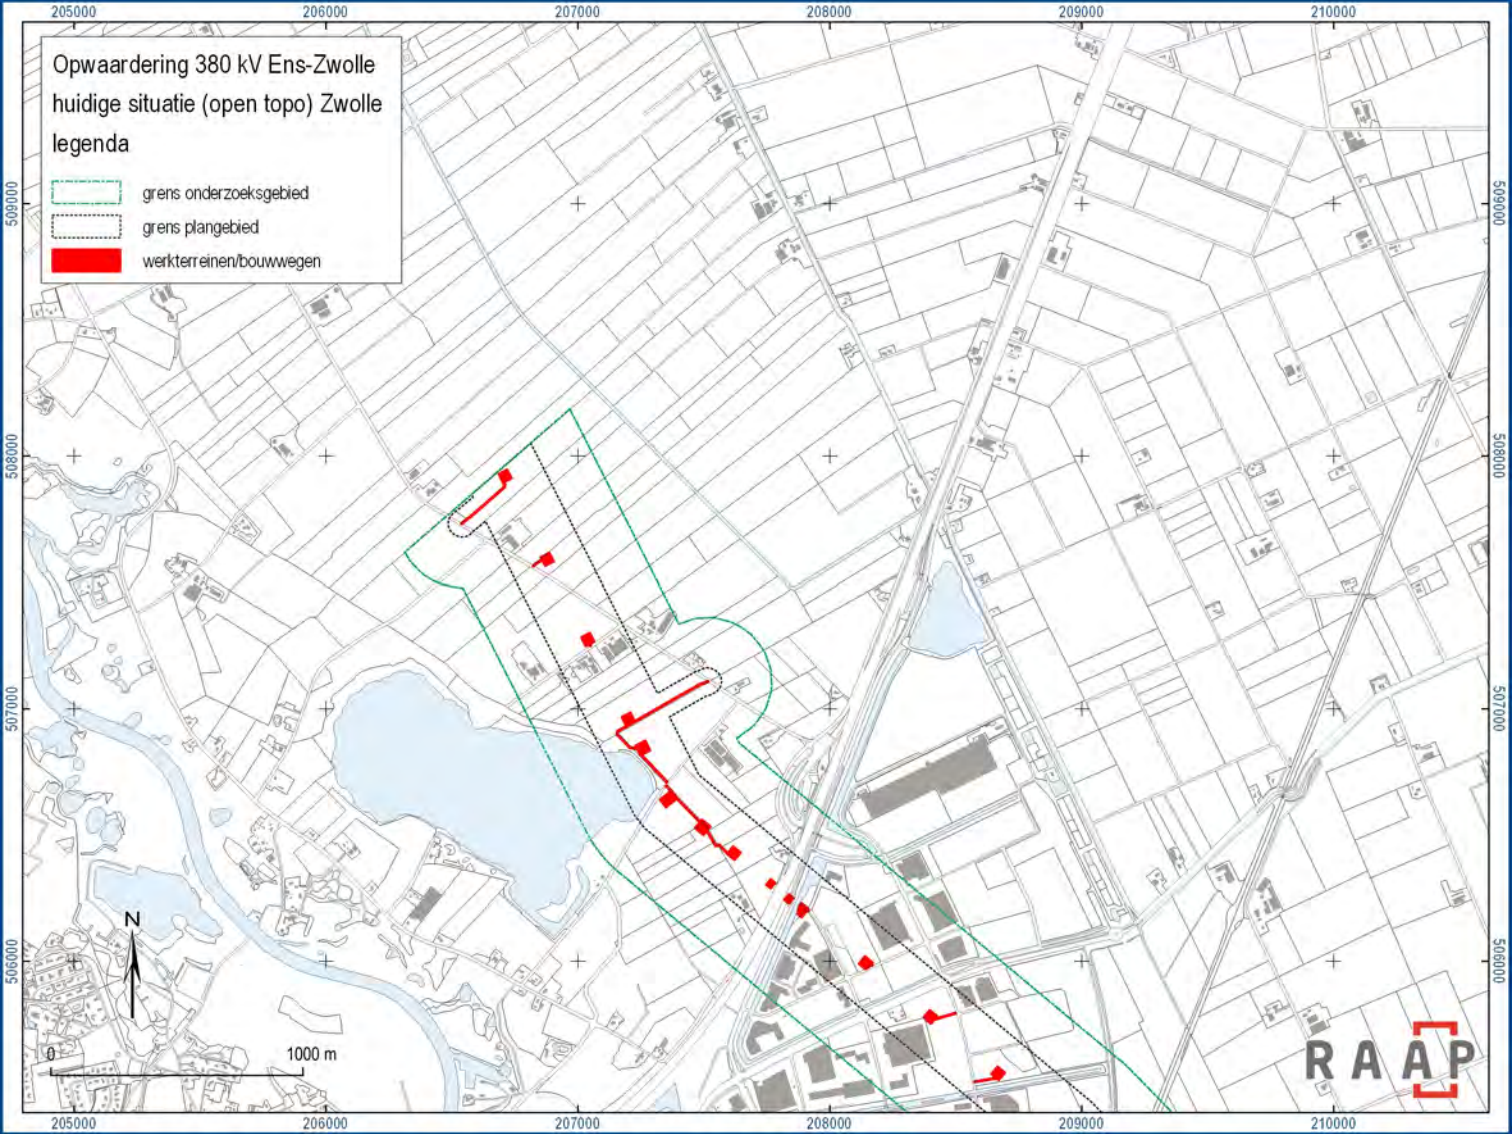 205000 206000 207000 208000 209000 210000
Opwaardering 380 kV Ens-Zwolle
huidige situatie (open topo) Zwolle
legenda
grens onderzoeksgebied
grens plangebied
werkterreinen/bouwwegen
509000 509000
508000 508000
507000 507000
506000 506000
N
0 1000 m
RAAP
205000 206000 207000 208000 209000 210000